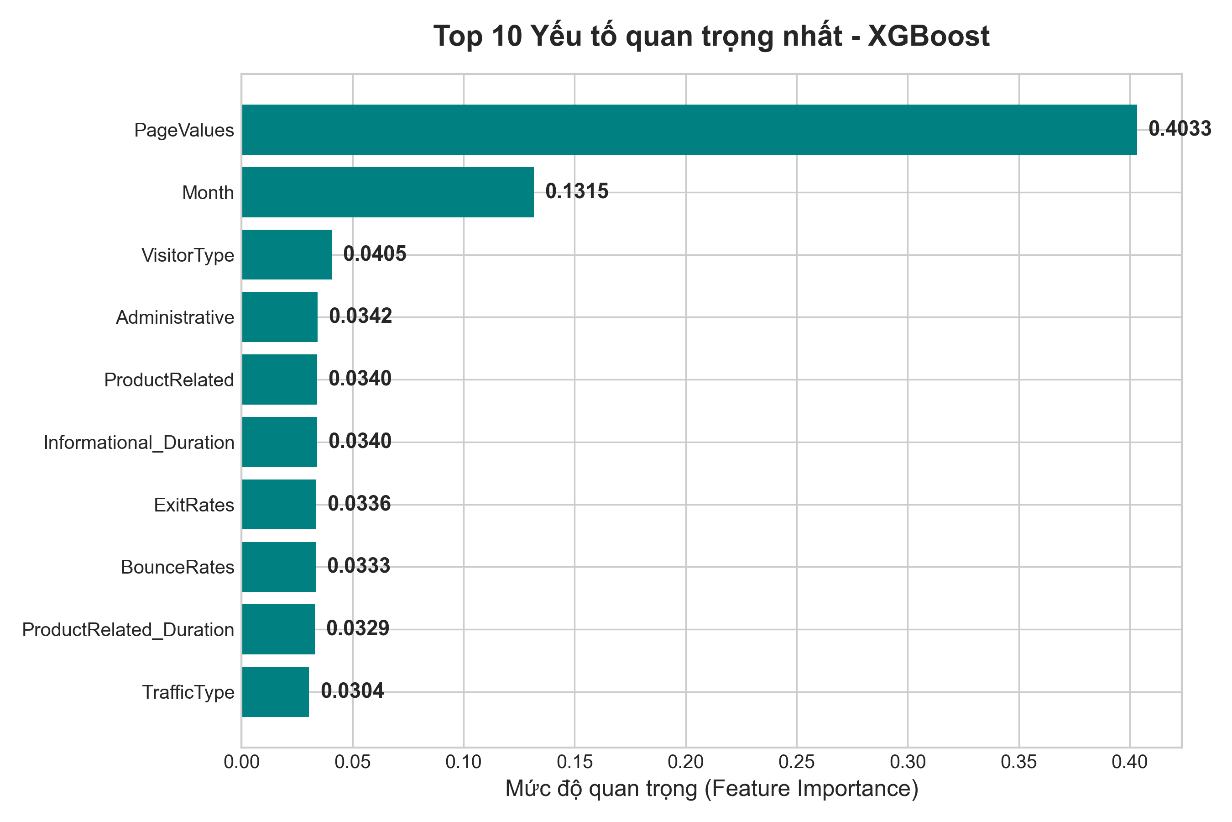 Top 10 Yếu tố quan trọng nhất - XGBoost
PageValues 0.4033
Month 0.1315
VisitorType 0.0405
Administrative 0.0342
ProductRelated 0.0340
Informational_Duration 0.0340
ExitRates 0.0336
BounceRates 0.0333
ProductRelated_Duration 0.0329
TrafficType 0.0304
0.00 0.05 0.10 0.15 0.20 0.25 0.30 0.35 0.40
Mức độ quan trọng (Feature Importance)